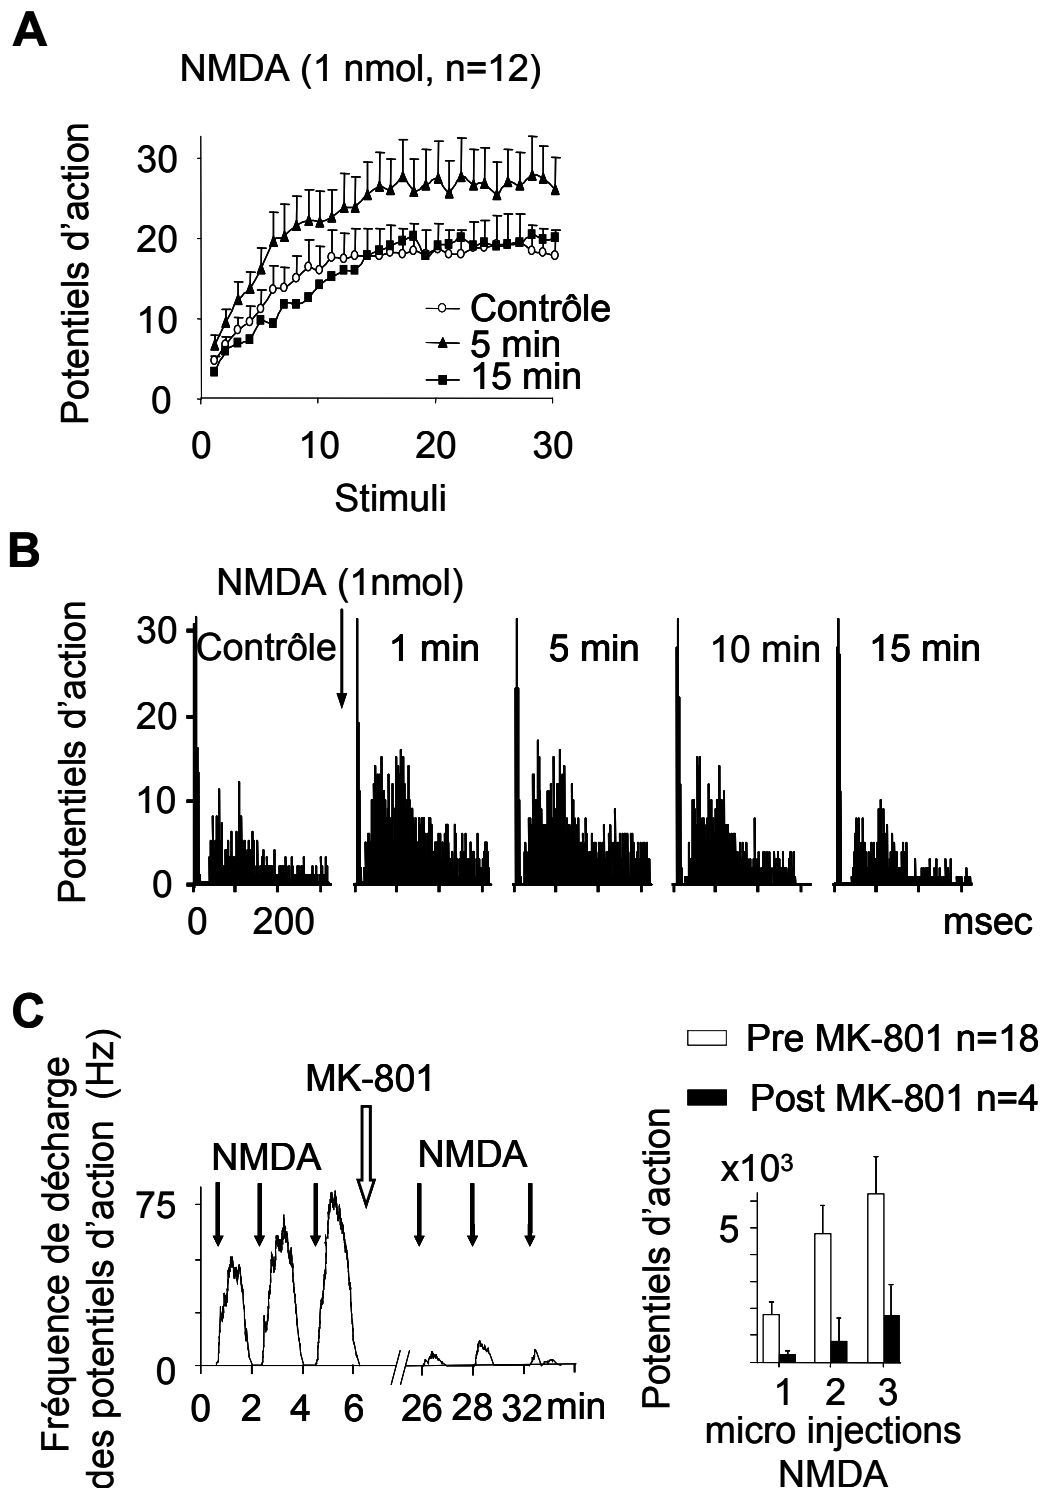 A
NMDA (1 nmol, n=12)
Potentiels d’action
30
20
10
0
Contrôle
5 min
15 min
0 10 20 30
Stimuli
B
NMDA (1nmol)
Potentiels d’action
30
20
10
0
Contrôle
1 min
5 min
10 min
15 min
0 200 msec
C
Fréquence de décharge
des potentiels d’action (Hz)
MK-801
NMDA
NMDA
75
0
0 2 4 6 26 28 32 min
Pre MK-801 n=18
Post MK-801 n=4
Potentiels d’action
x10³
5
1 2 3
micro injections
NMDA